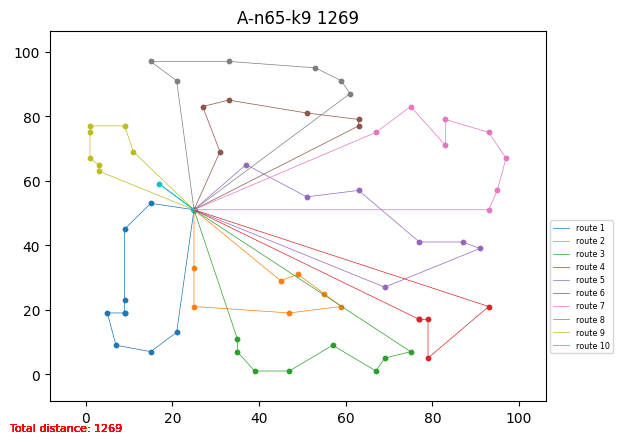 A-n65-k9 1269
100
80
60
40
20
0
0 20 40 60 80 100
route 1
route 2
route 3
route 4
route 5
route 6
route 7
route 8
route 9
route 10
Total distance: 1269